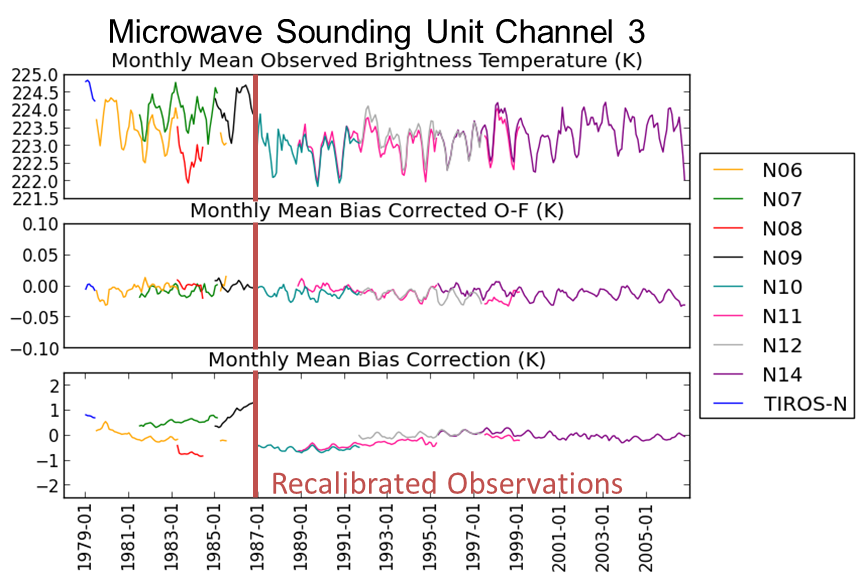 Microwave Sounding Unit Channel 3
Monthly Mean Observed Brightness Temperature (K)
225.0
224.5
224.0
223.5
223.0
222.5
222.0
221.5
Monthly Mean Bias Corrected O-F (K)
0.10
0.05
0.00
−0.05
−0.10
Monthly Mean Bias Correction (K)
2
1
0
−1
−2
Recalibrated Observations
1979-01
1981-01
1983-01
1985-01
1987-01
1989-01
1991-01
1993-01
1995-01
1997-01
1999-01
2001-01
2003-01
2005-01
N06
N07
N08
N09
N10
N11
N12
N14
TIROS-N